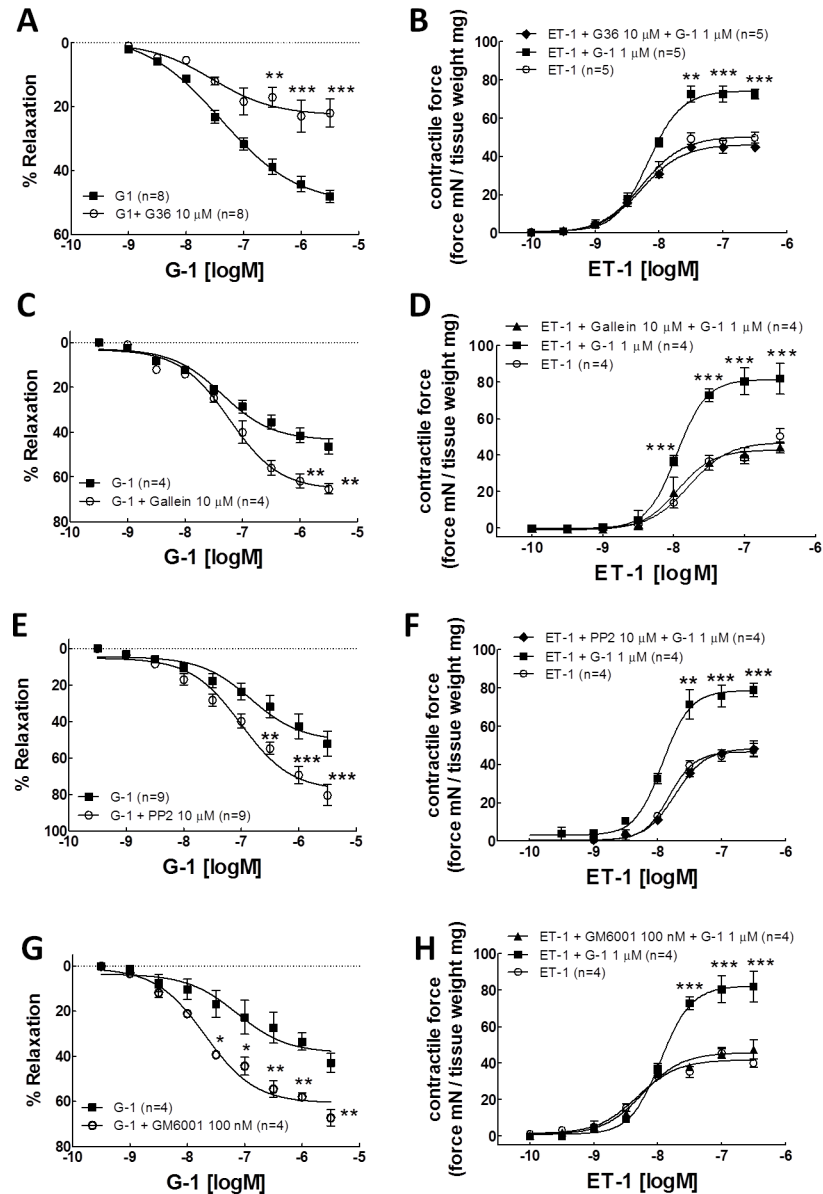 A
0
20
40
60
% Relaxation
**
***
***
G1 (n=8)
G1+ G36 10 µM (n=8)
-10
-9
-8
-7
-6
-5
G-1 [logM]
B
ET-1 + G36 10 µM + G-1 1 µM (n=5)
ET-1 + G-1 1 µM (n=5)
ET-1 (n=5)
contractile force
(force mN / tissue weight mg)
100
80
60
40
20
0
**
***
***
-10
-9
-8
-7
-6
ET-1 [logM]
C
0
20
40
60
80
% Relaxation
**
**
G-1 (n=4)
G-1 + Gallein 10 µM (n=4)
-10
-9
-8
-7
-6
-5
G-1 [logM]
D
ET-1 + Gallein 10 µM + G-1 1 µM (n=4)
ET-1 + G-1 1 µM (n=4)
ET-1 (n=4)
contractile force
(force mN / tissue weight mg)
100
80
60
40
20
0
***
***
***
***
-10
-9
-8
-7
-6
ET-1 [logM]
E
0
20
40
60
80
100
% Relaxation
**
***
***
G-1 (n=9)
G-1 + PP2 10 µM (n=9)
-10
-9
-8
-7
-6
-5
G-1 [logM]
F
ET-1 + PP2 10 µM + G-1 1 µM (n=4)
ET-1 + G-1 1 µM (n=4)
ET-1 (n=4)
contractile force
(force mN / tissue weight mg)
100
80
60
40
20
0
**
***
***
-10
-9
-8
-7
-6
ET-1 [logM]
G
0
20
40
60
80
% Relaxation
*
*
**
**
**
G-1 (n=4)
G-1 + GM6001 100 nM (n=4)
-10
-9
-8
-7
-6
-5
G-1 [logM]
H
ET-1 + GM6001 100 nM + G-1 1 µM (n=4)
ET-1 + G-1 1 µM (n=4)
ET-1 (n=4)
contractile force
(force mN / tissue weight mg)
100
80
60
40
20
0
***
***
***
-10
-9
-8
-7
-6
ET-1 [logM]